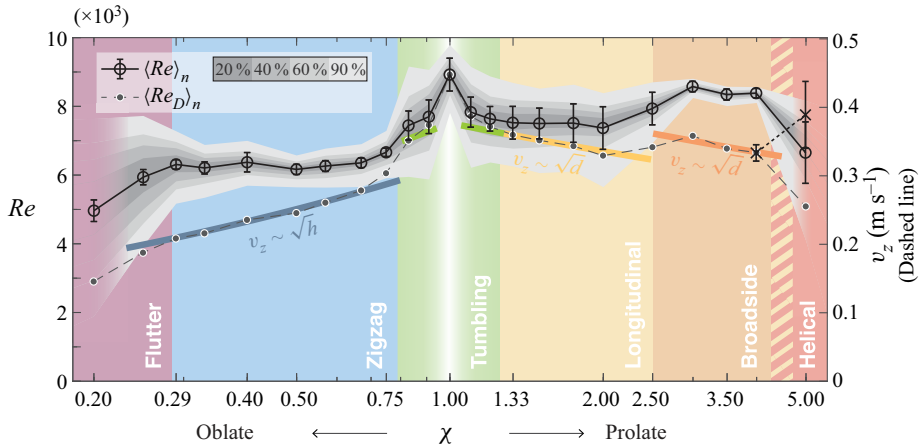 (×10³)
10
8
6
4
2
0
Re
⟨Re⟩ₙ
20 % 40 % 60 % 90 %
⟨Re_D⟩ₙ
v_z ~ √h
v_z ~ √d
v_z ~ √d
Flutter
Zigzag
Tumbling
Longitudinal
Broadside
Helical
0.5
0.4
0.3
0.2
0.1
0
v_z (m s⁻¹)
(Dashed line)
0.20 0.29 0.40 0.50 0.75 1.00 1.33 2.00 2.50 3.50 5.00
Oblate ← χ → Prolate